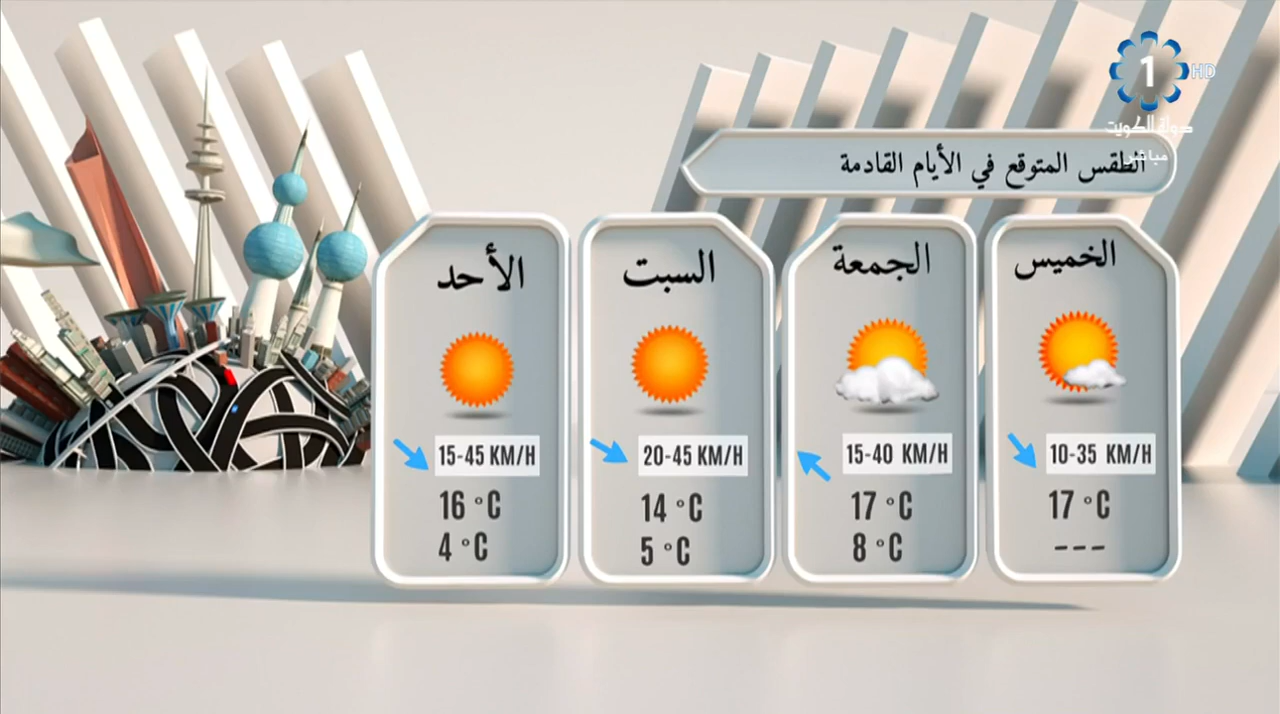 1 HD
دولة الكويت
مباشر
الطقس المتوقع في الأيام القادمة
الخميس
10-35 KM/H
17 °C
---
الجمعة
15-40 KM/H
17 °C
8 °C
السبت
20-45 KM/H
14 °C
5 °C
الأحد
15-45 KM/H
16 °C
4 °C